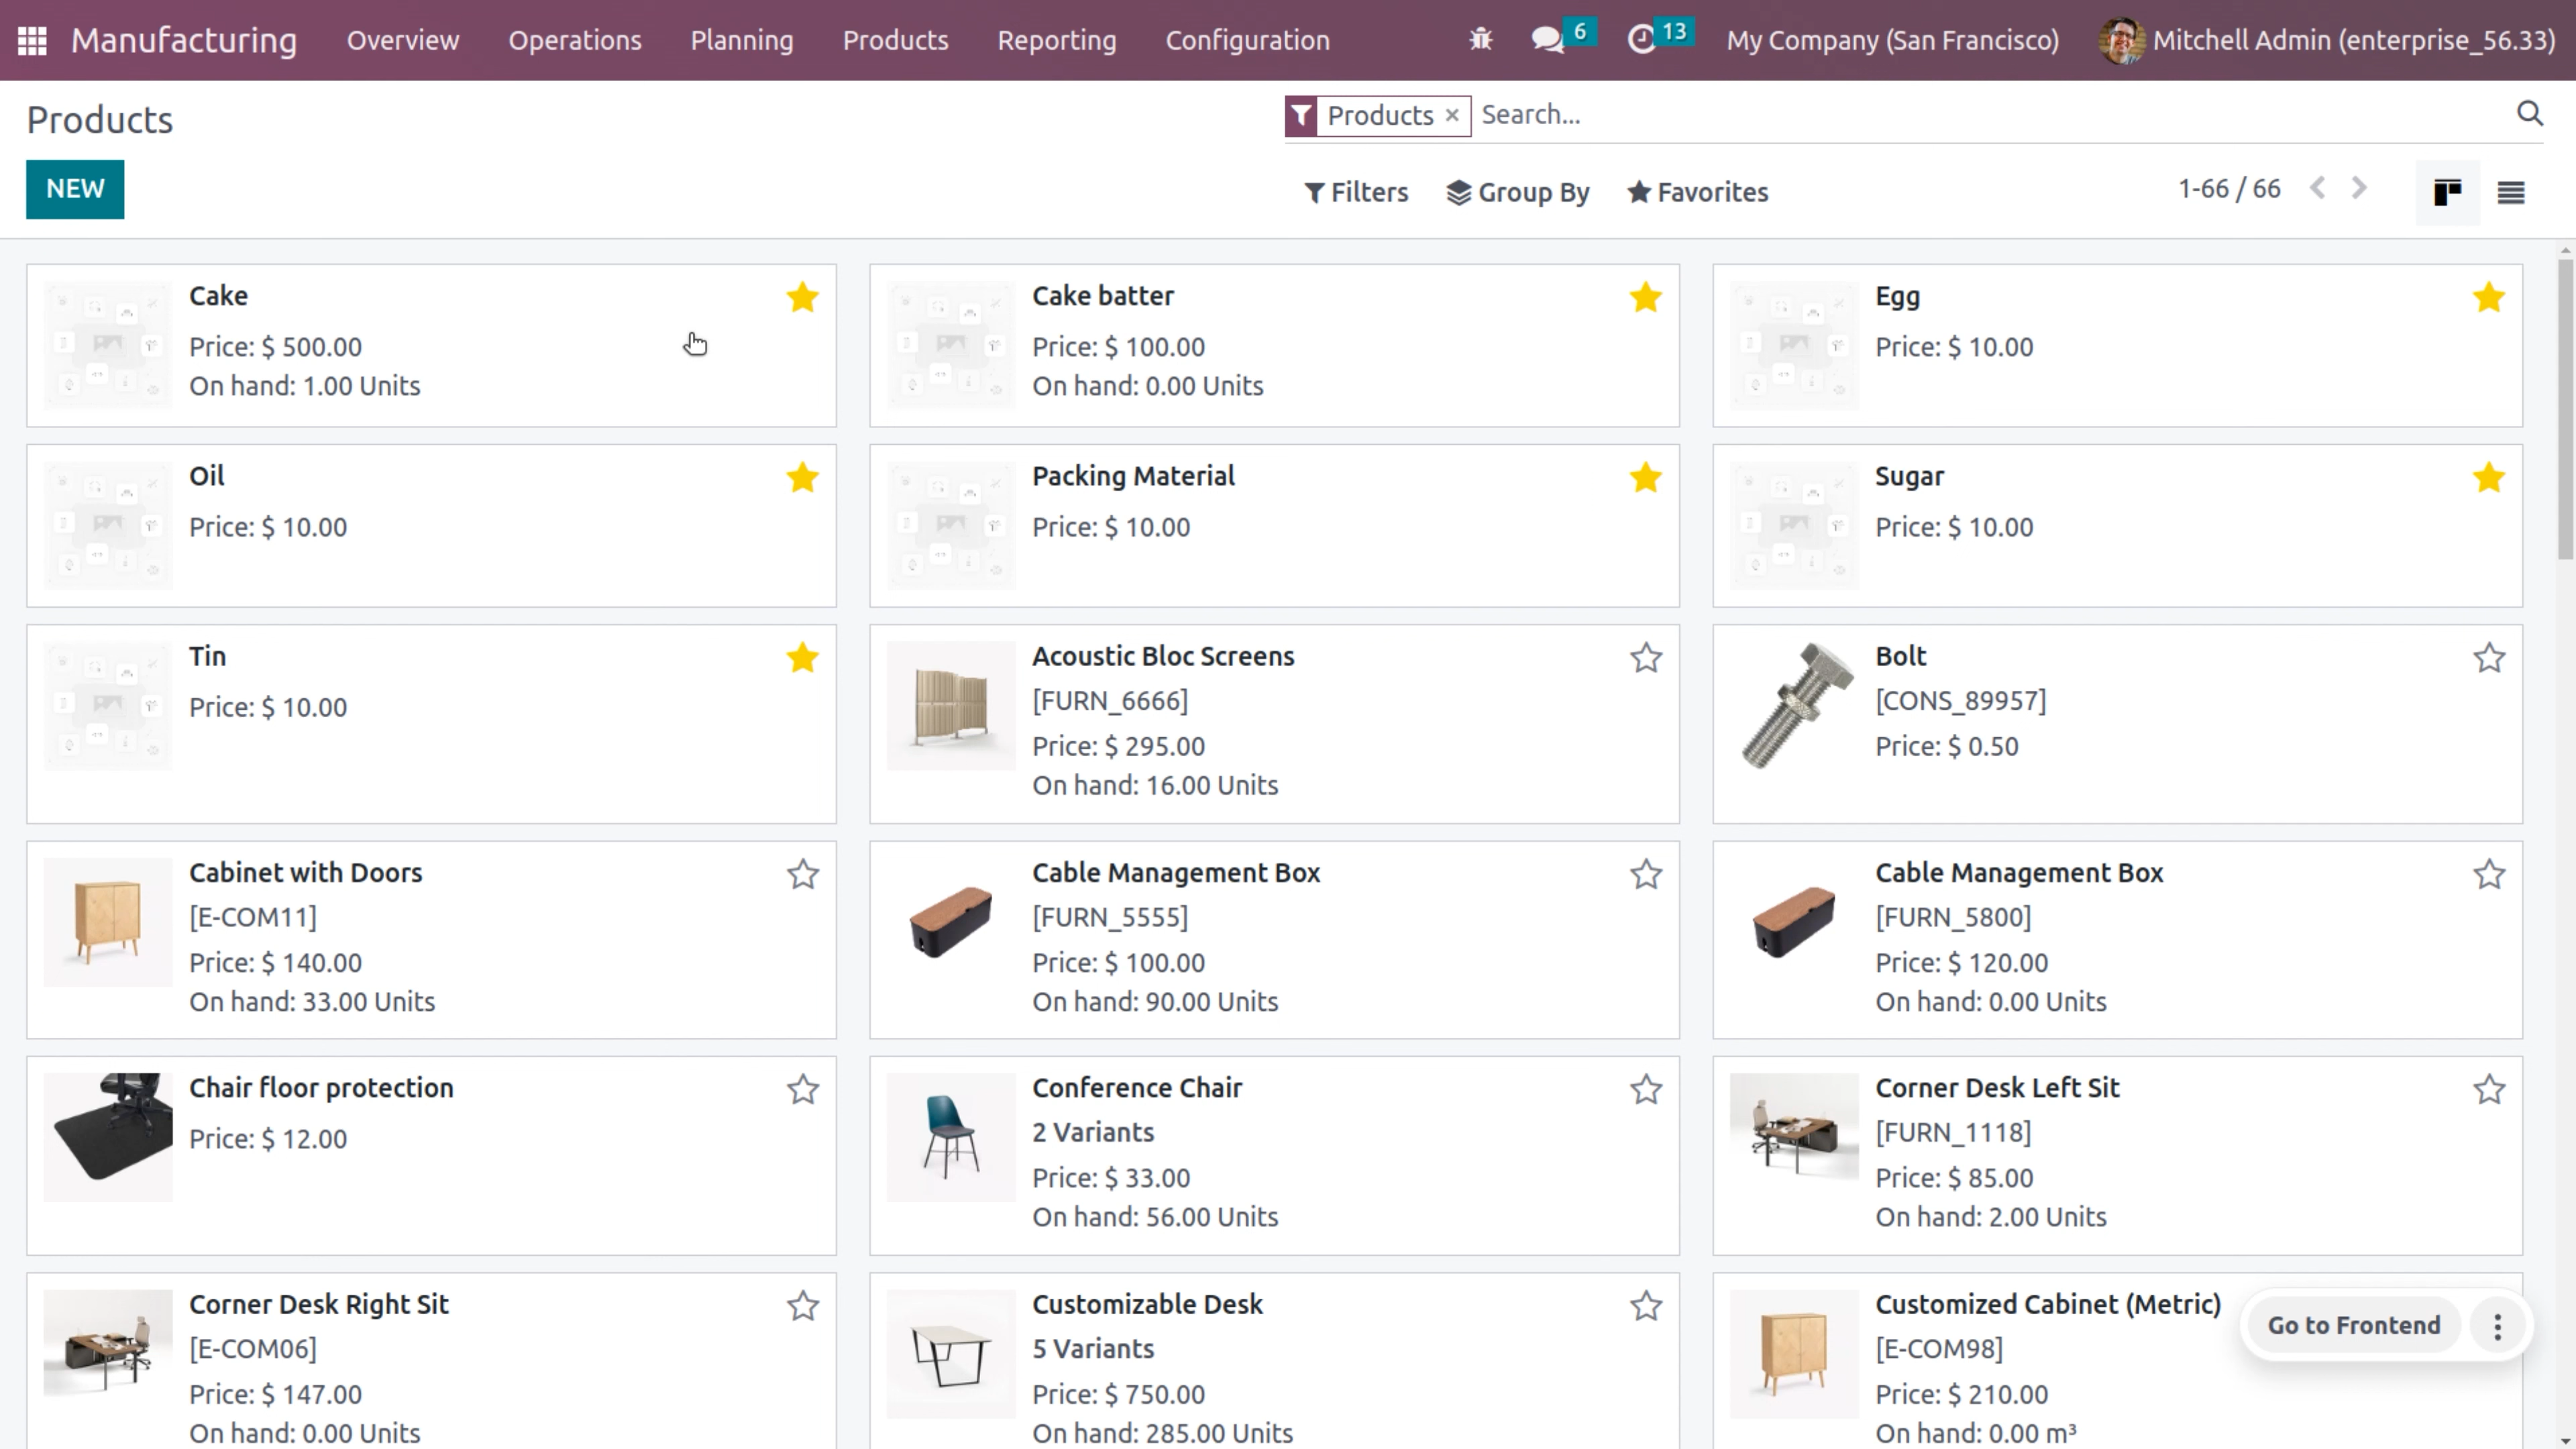 Manufacturing Overview Operations Planning Products Reporting Configuration 6 13 My Company (San Francisco) Mitchell Admin (enterprise_56.33)
Products
Products × Search...
NEW
Filters Group By Favorites 1-66 / 66
Cake
Price: $ 500.00
On hand: 1.00 Units
Cake batter
Price: $ 100.00
On hand: 0.00 Units
Egg
Price: $ 10.00
Oil
Price: $ 10.00
Packing Material
Price: $ 10.00
Sugar
Price: $ 10.00
Tin
Price: $ 10.00
Acoustic Bloc Screens
[FURN_6666]
Price: $ 295.00
On hand: 16.00 Units
Bolt
[CONS_89957]
Price: $ 0.50
Cabinet with Doors
[E-COM11]
Price: $ 140.00
On hand: 33.00 Units
Cable Management Box
[FURN_5555]
Price: $ 100.00
On hand: 90.00 Units
Cable Management Box
[FURN_5800]
Price: $ 120.00
On hand: 0.00 Units
Chair floor protection
Price: $ 12.00
Conference Chair
2 Variants
Price: $ 33.00
On hand: 56.00 Units
Corner Desk Left Sit
[FURN_1118]
Price: $ 85.00
On hand: 2.00 Units
Corner Desk Right Sit
[E-COM06]
Price: $ 147.00
On hand: 0.00 Units
Customizable Desk
5 Variants
Price: $ 750.00
On hand: 285.00 Units
Customized Cabinet (Metric)
[E-COM98]
Price: $ 210.00
On hand: 0.00 m³
Go to Frontend